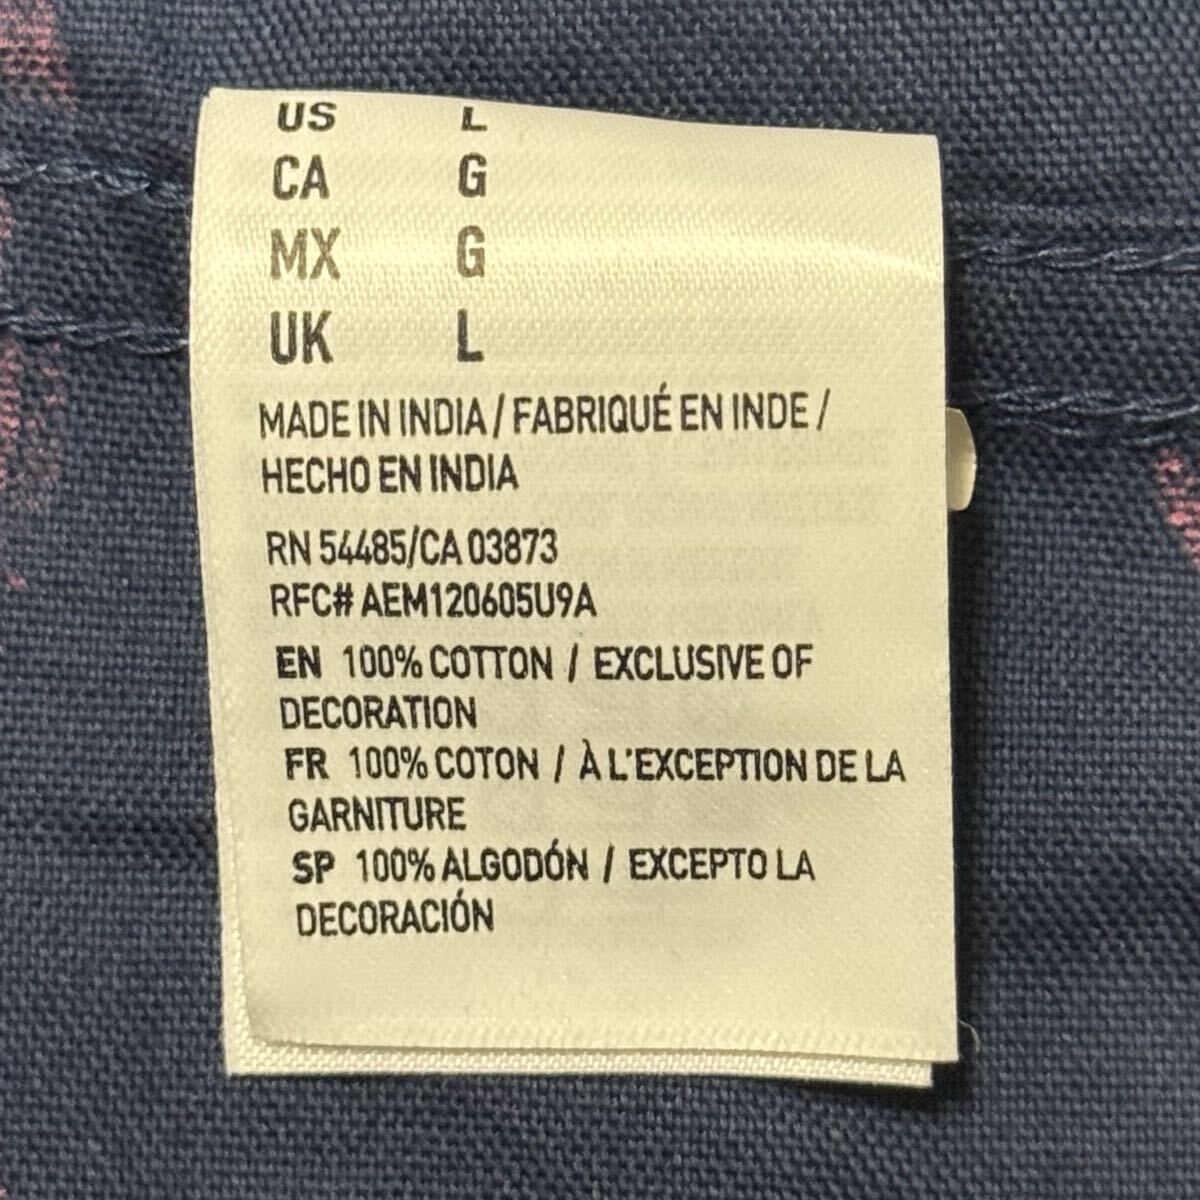 US L
CA G
MX G
UK L
MADE IN INDIA / FABRIQUÉ EN INDE /
HECHO EN INDIA
RN 54485/CA 03873
RFC# AEM120605U9A
EN 100% COTTON / EXCLUSIVE OF
DECORATION
FR 100% COTON / À L'EXCEPTION DE LA
GARNITURE
SP 100% ALGODÓN / EXCEPTO LA
DECORACIÓN